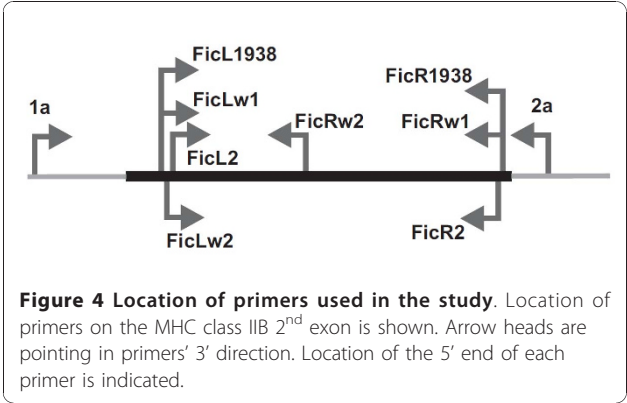 FicL1938
FicR1938
FicLw1
1a
2a
FicRw2
FicRw1
FicL2
FicLw2
FicR2
Figure 4 Location of primers used in the study. Location of
primers on the MHC class IIB 2nd exon is shown. Arrow heads are
pointing in primers' 3' direction. Location of the 5' end of each
primer is indicated.